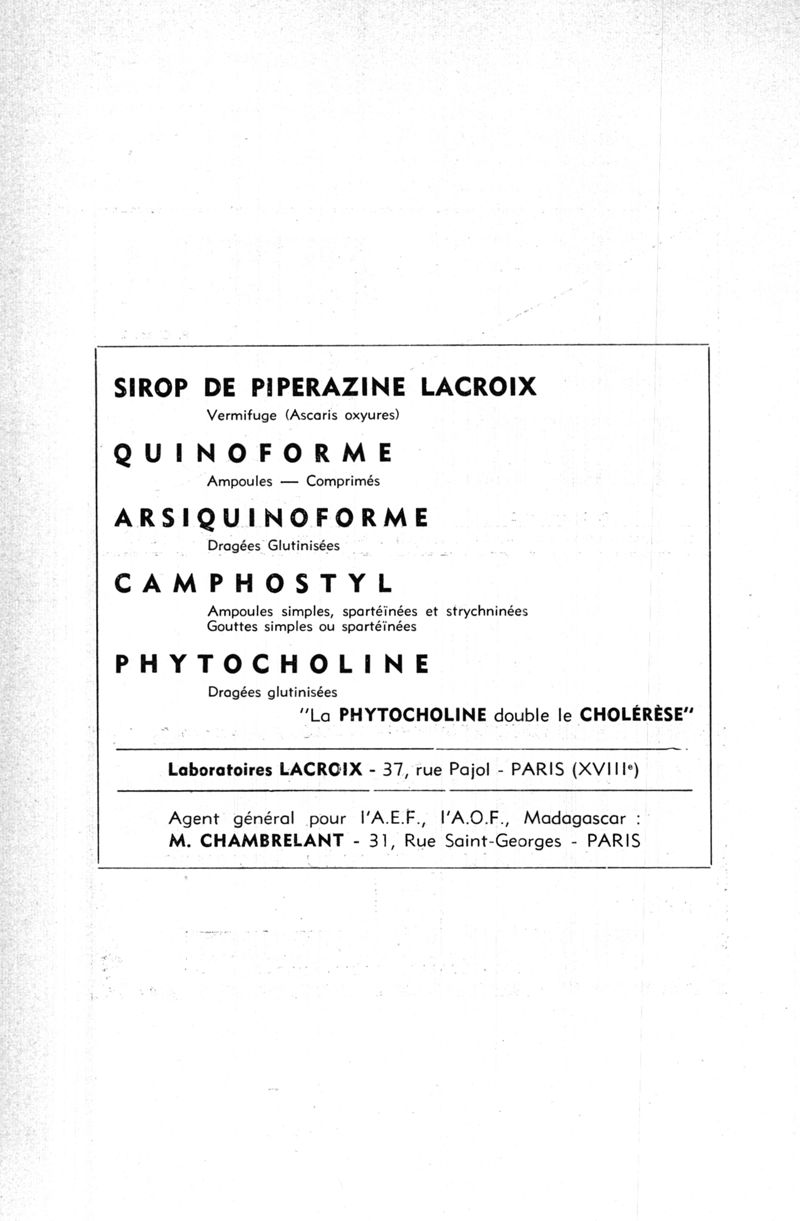 SIROP DE PIPERAZINE LACROIX
Vermifuge (Ascaris oxyures)
QUINOFORME
Ampoules — Comprimés
ARSIQUINOFORME
Dragées Glutinisées
CAMPHOSTYL
Ampoules simples, spartéïnées et strychninées
Gouttes simples ou spartéïnées
PHYTOCHOLINE
Dragées glutinisées
"La PHYTOCHOLINE double le CHOLÉRÈSE"
Laboratoires LACROIX - 37, rue Pajol - PARIS (XVIIIᵉ)
Agent général pour l'A.E.F., l'A.O.F., Madagascar :
M. CHAMBRELANT - 31, Rue Saint-Georges - PARIS